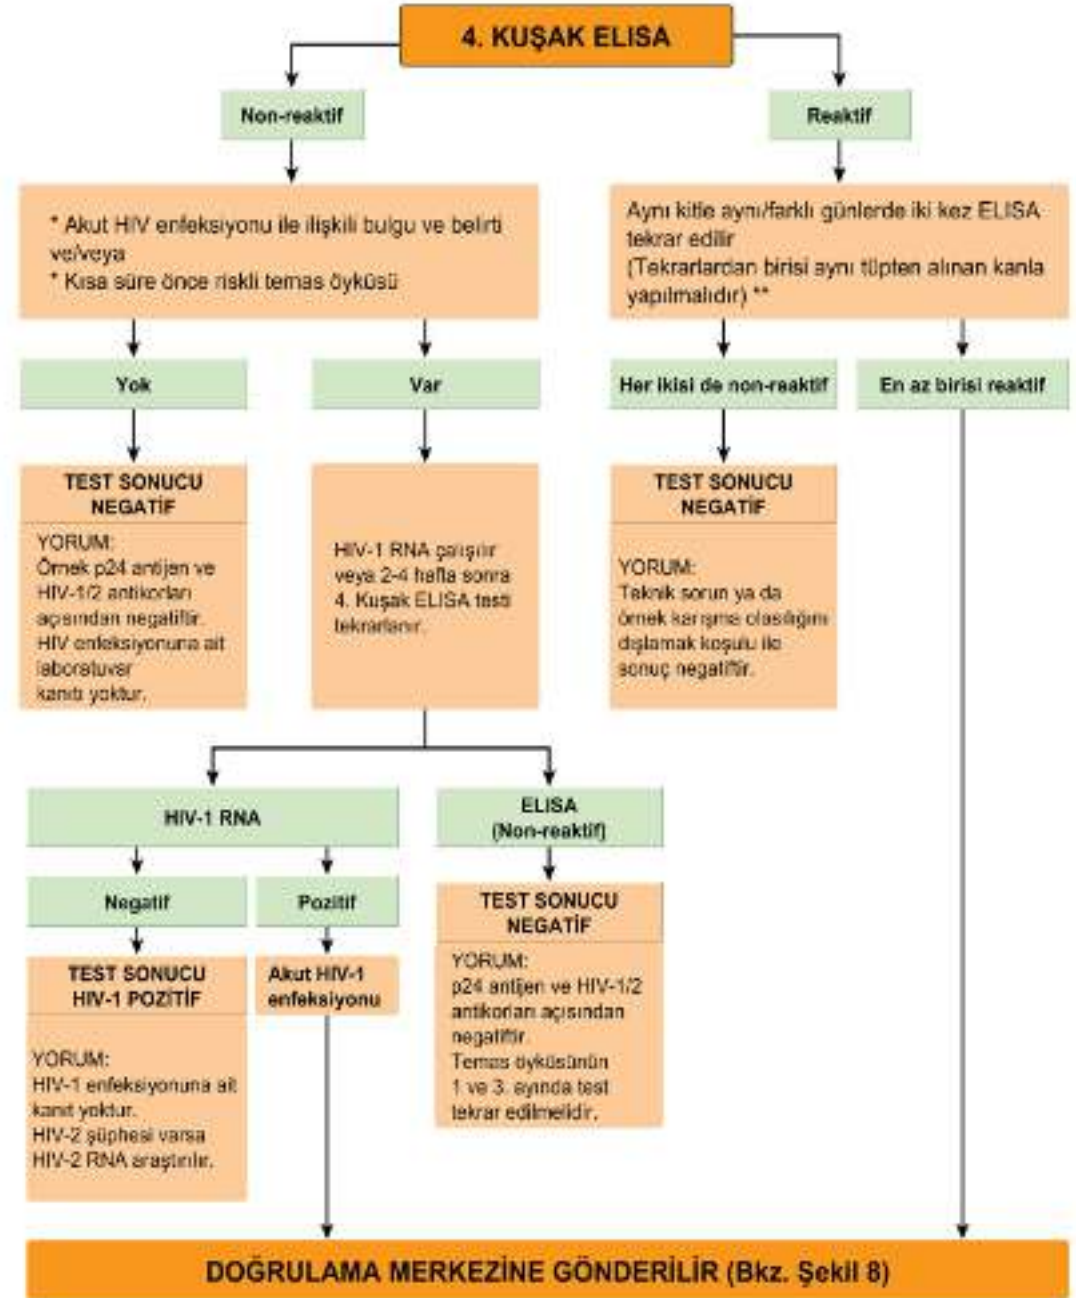 4. KUŞAK ELISA
Non-reaktif
Reaktif
* Akut HIV enfeksiyonu ile ilişkili bulgu ve belirti
ve/veya
* Kısa süre önce riskli temas öyküsü
Aynı kitle aynı/farklı günlerde iki kez ELISA
tekrar edilir
(Tekrarlardan birisi aynı tüpten alınan kanla
yapılmalıdır) **
Yok
Var
Her ikisi de non-reaktif
En az birisi reaktif
TEST SONUCU
NEGATİF
YORUM:
Örnek p24 antijen ve
HIV-1/2 antikorları
açısından negatiftir.
HIV enfeksiyonuna ait
laboratuvar
kanıtı yoktur.
HIV-1 RNA çalışılır
veya 2-4 hafta sonra
4. Kuşak ELISA testi
tekrarlanır.
TEST SONUCU
NEGATİF
YORUM:
Teknik sorun ya da
örnek karışma olasılığını
dışlamak koşulu ile
sonuç negatiftir.
HIV-1 RNA
ELISA
(Non-reaktif)
Negatif
Pozitif
TEST SONUCU
HIV-1 POZİTİF
YORUM:
HIV-1 enfeksiyonuna ait
kanıt yoktur.
HIV-2 şüphesi varsa
HIV-2 RNA araştırılır.
Akut HIV-1
enfeksiyonu
TEST SONUCU
NEGATİF
YORUM:
p24 antijen ve HIV-1/2
antikorları açısından
negatiftir.
Temas öyküsünün
1 ve 3. ayında test
tekrar edilmelidir.
DOĞRULAMA MERKEZİNE GÖNDERİLİR (Bkz. Şekil 8)